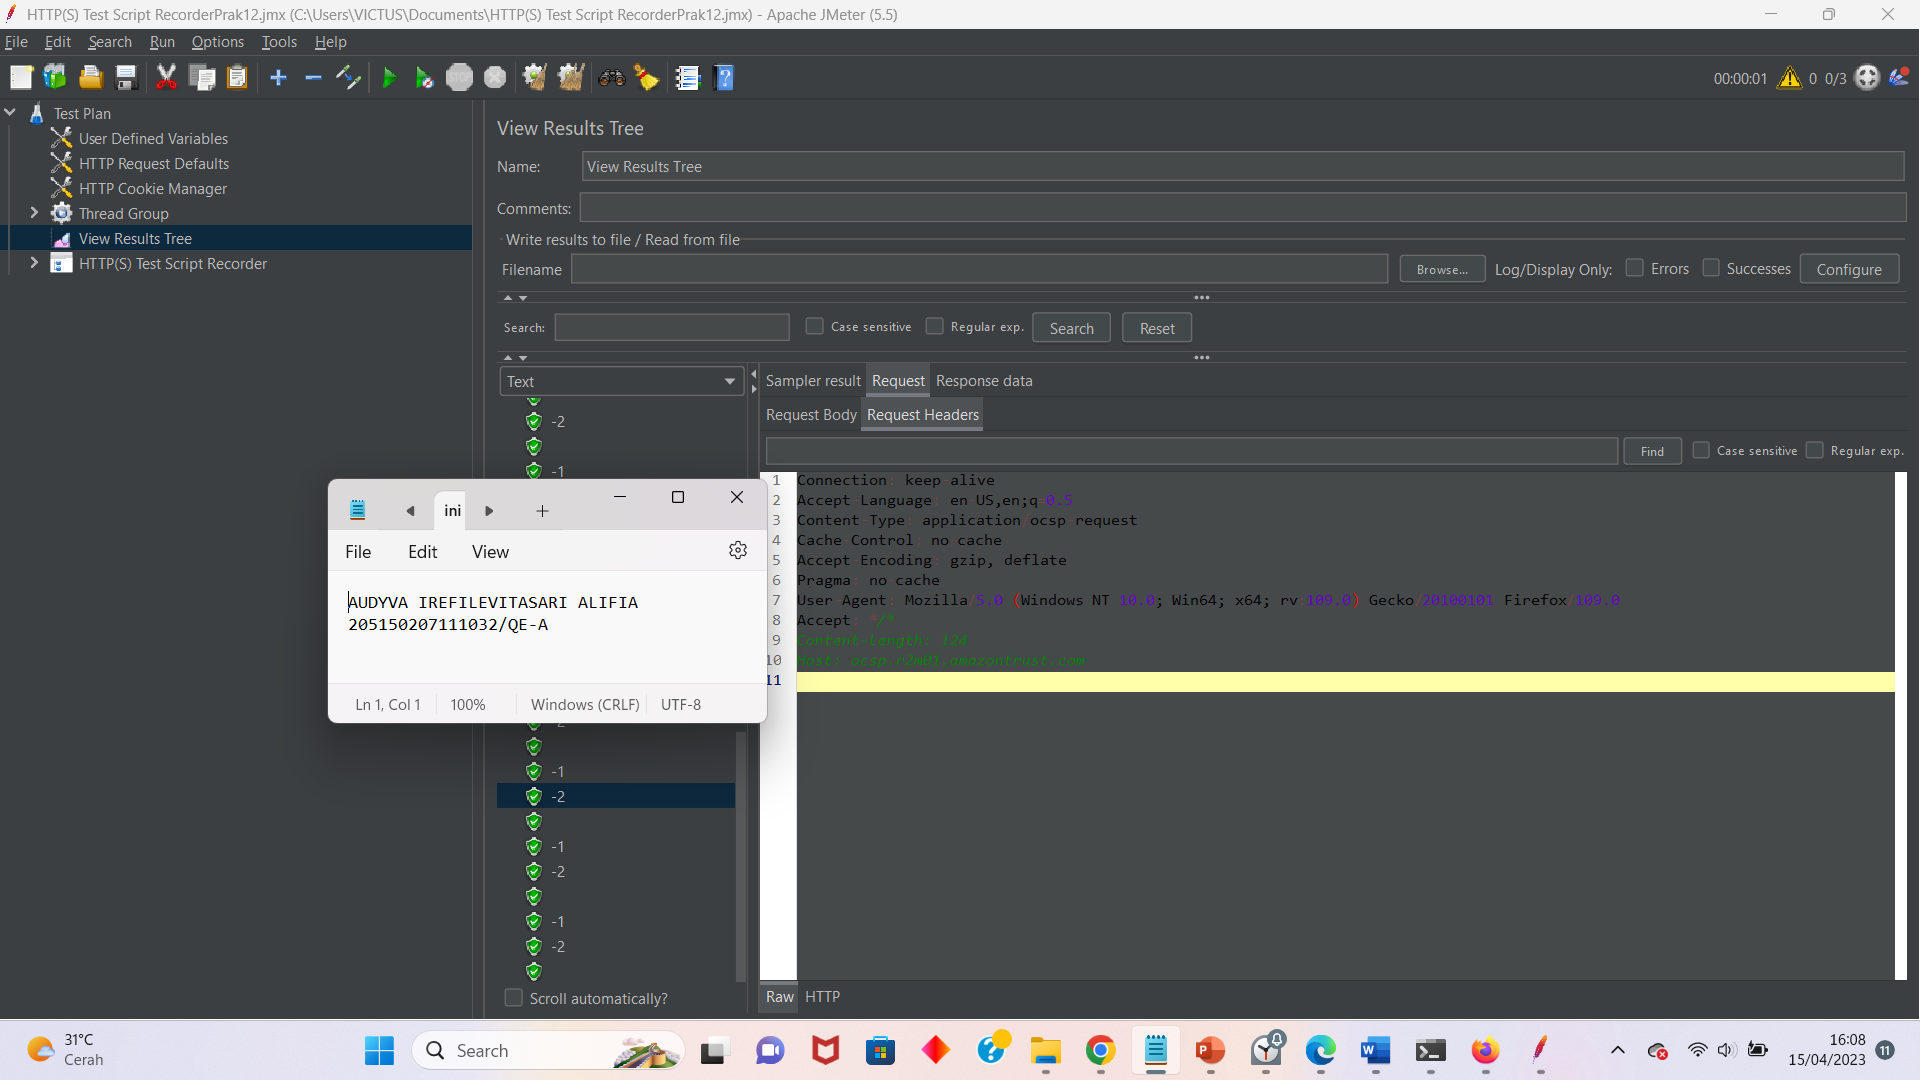 HTTP(S) Test Script RecorderPrak12.jmx (C:\Users\VICTUS\Documents\HTTP(S) Test Script RecorderPrak12.jmx) - Apache JMeter (5.5)
File Edit Search Run Options Tools Help
00:00:01 0 0/3
Test Plan
User Defined Variables
HTTP Request Defaults
HTTP Cookie Manager
Thread Group
View Results Tree
HTTP(S) Test Script Recorder
View Results Tree
Name: View Results Tree
Comments:
Write results to file / Read from file
Filename Browse... Log/Display Only: Errors Successes Configure
Search: Case sensitive Regular exp. Search Reset
Text
Sampler result Request Response data
Request Body Request Headers
Find Case sensitive Regular exp.
-2
-1
1 Connection: keep-alive
2 Accept-Language: en-US,en;q=0.5
3 Content-Type: application/ocsp-request
4 Cache-Control: no-cache
5 Accept-Encoding: gzip, deflate
6 Pragma: no-cache
7 User-Agent: Mozilla/5.0 (Windows NT 10.0; Win64; x64; rv:109.0) Gecko/20100101 Firefox/109.0
8 Accept: */*
9 Content-Length:
10 Host:
11
ini
File Edit View
AUDYVA IREFILEVITASARI ALIFIA
205150207111032/QE-A
Ln 1, Col 1 100% Windows (CRLF) UTF-8
-2
-1
-2
-1
-2
-1
-2
Scroll automatically?
Raw HTTP
31°C
Cerah
Search
16:08
15/04/2023
11